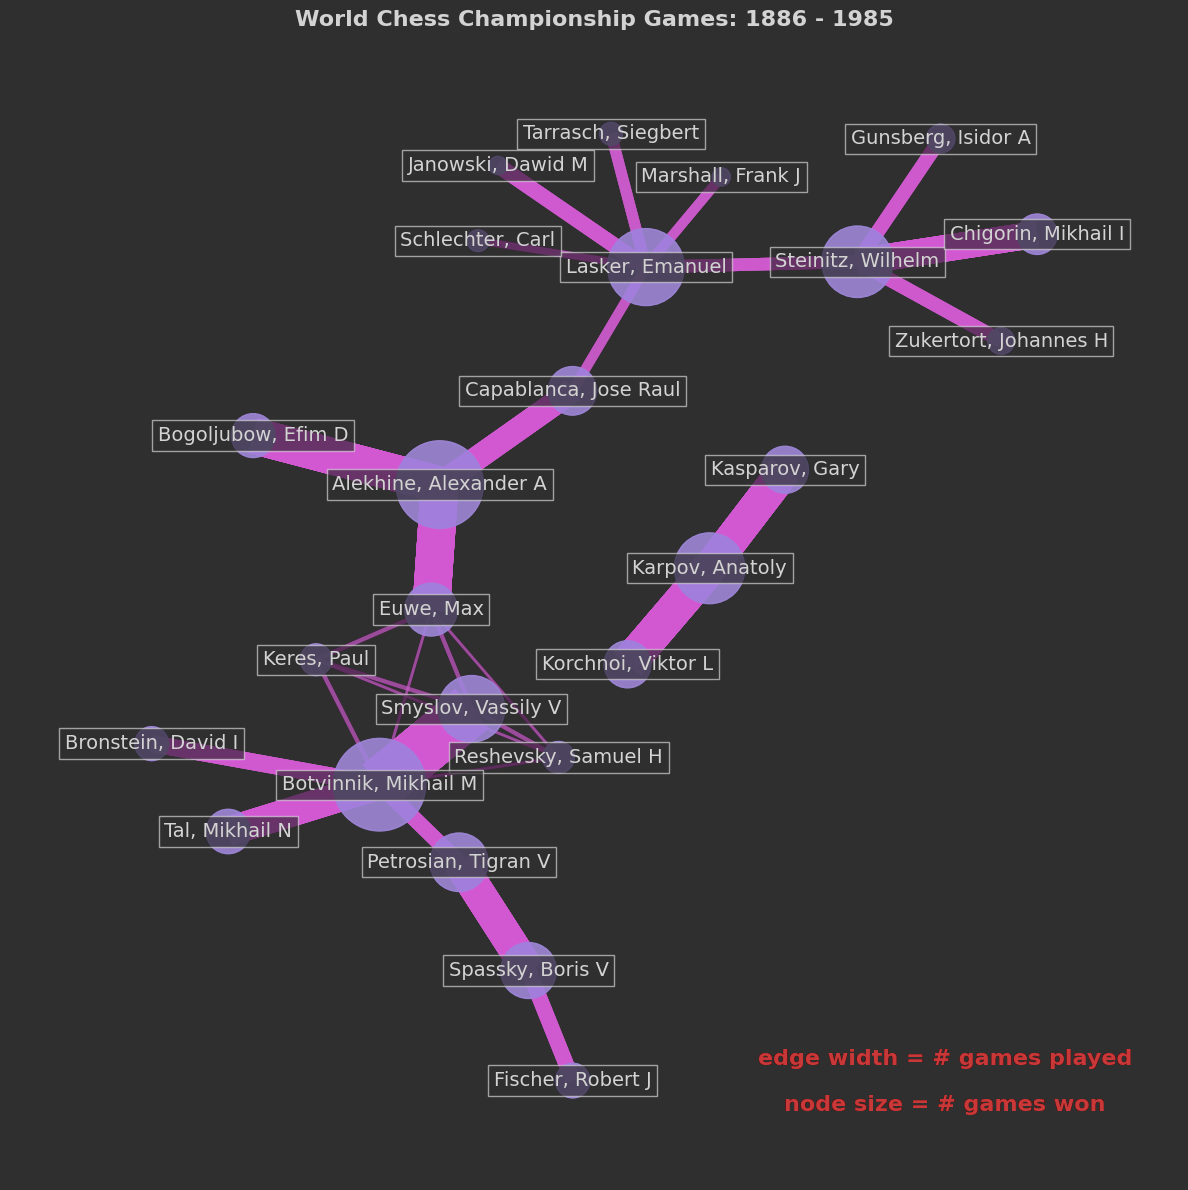 World Chess Championship Games: 1886 - 1985
Tarrasch, Siegbert
Gunsberg, Isidor A
Janowski, Dawid M
Marshall, Frank J
Chigorin, Mikhail I
Schlechter, Carl
Lasker, Emanuel
Steinitz, Wilhelm
Zukertort, Johannes H
Capablanca, Jose Raul
Bogoljubow, Efim D
Kasparov, Gary
Alekhine, Alexander A
Karpov, Anatoly
Euwe, Max
Keres, Paul
Korchnoi, Viktor L
Smyslov, Vassily V
Bronstein, David I
Reshevsky, Samuel H
Botvinnik, Mikhail M
Tal, Mikhail N
Petrosian, Tigran V
Spassky, Boris V
edge width = # games played
Fischer, Robert J
node size = # games won